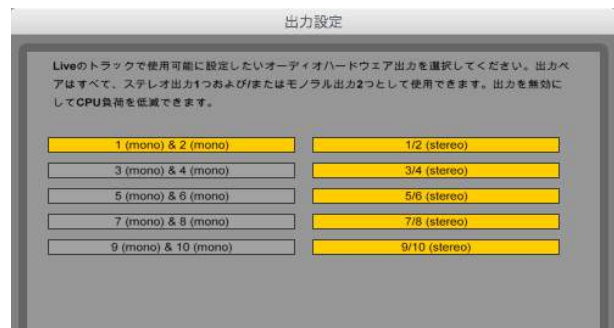 出力設定
Liveのトラックで使用可能に設定したいオーディオハードウェア出力を選択してください。出力ペ
アはすべて、ステレオ出力1つおよび/またはモノラル出力2つとして使用できます。出力を無効に
してCPU負荷を低減できます。
1 (mono) & 2 (mono) 1/2 (stereo)
3 (mono) & 4 (mono) 3/4 (stereo)
5 (mono) & 6 (mono) 5/6 (stereo)
7 (mono) & 8 (mono) 7/8 (stereo)
9 (mono) & 10 (mono) 9/10 (stereo)